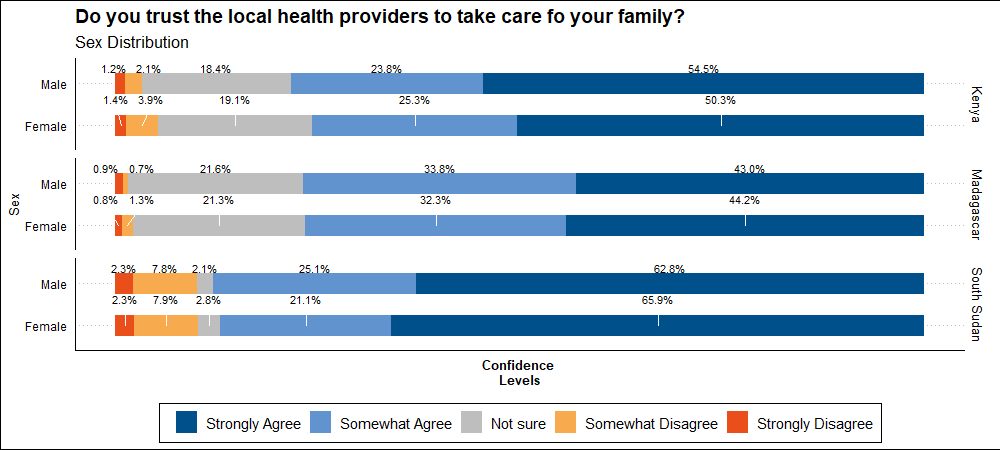 Do you trust the local health providers to take care fo your family?
Sex Distribution
1.2% 2.1% 18.4% 23.8% 54.5%
Male
1.4% 3.9% 19.1% 25.3% 50.3%
Female
Kenya
0.9% 0.7% 21.6% 33.8% 43.0%
Male
0.8% 1.3% 21.3% 32.3% 44.2%
Female
Madagascar
Sex
2.3% 7.8% 2.1% 25.1% 62.8%
Male
2.3% 7.9% 2.8% 21.1% 65.9%
Female
South Sudan
Confidence
Levels
Strongly Agree Somewhat Agree Not sure Somewhat Disagree Strongly Disagree